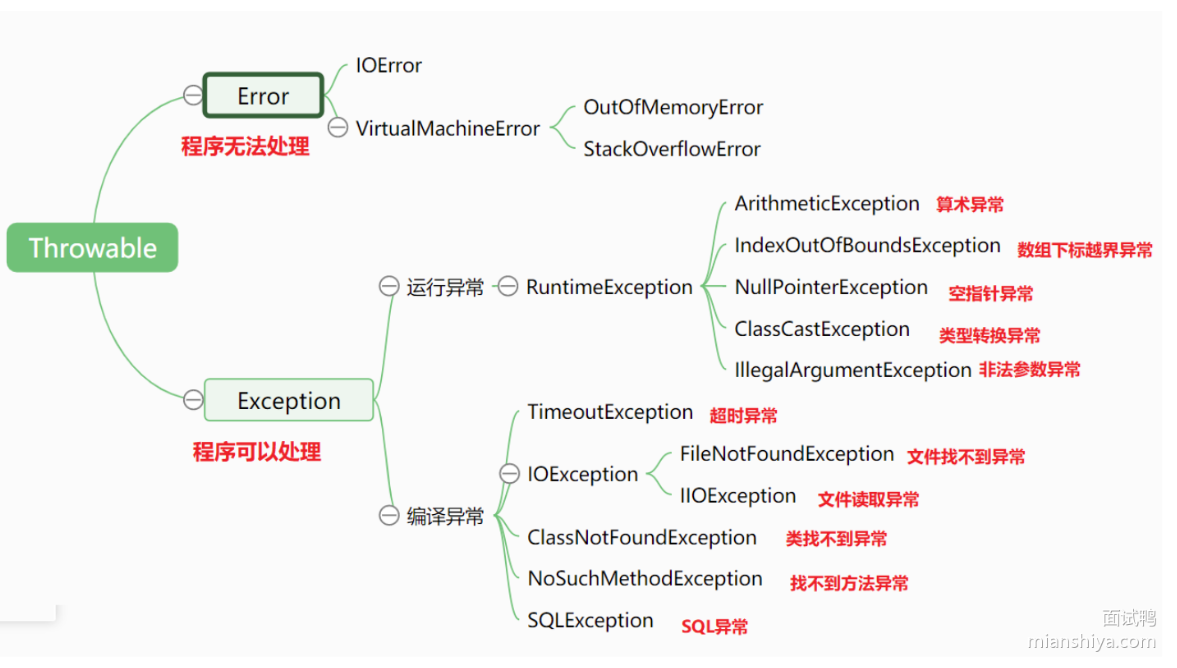 IOError
Error
程序无法处理
VirtualMachineError
OutOfMemoryError
StackOverflowError
Throwable
运行异常
RuntimeException
ArithmeticException 算术异常
IndexOutOfBoundsException 数组下标越界异常
NullPointerException 空指针异常
ClassCastException 类型转换异常
IllegalArgumentException 非法参数异常
Exception
程序可以处理
编译异常
TimeoutException 超时异常
IOException
FileNotFoundException 文件找不到异常
IIOException 文件读取异常
ClassNotFoundException 类找不到异常
NoSuchMethodException 找不到方法异常
SQLException SQL异常
面试鸭
mianshiya.com